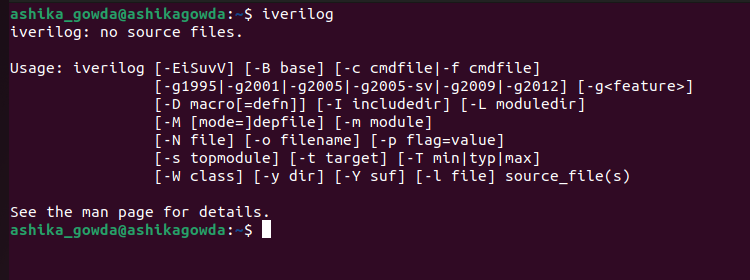 ashika_gowda@ashikagowda:~$ iverilog
iverilog: no source files.

Usage: iverilog [-EiSuvV] [-B base] [-c cmdfile|-f cmdfile]
                [-g1995|-g2001|-g2005|-g2005-sv|-g2009|-g2012] [-g<feature>]
                [-D macro[=defn]] [-I includedir] [-L moduledir]
                [-M [mode=]depfile] [-m module]
                [-N file] [-o filename] [-p flag=value]
                [-s topmodule] [-t target] [-T min|typ|max]
                [-W class] [-y dir] [-Y suf] [-l file] source_file(s)

See the man page for details.
ashika_gowda@ashikagowda:~$